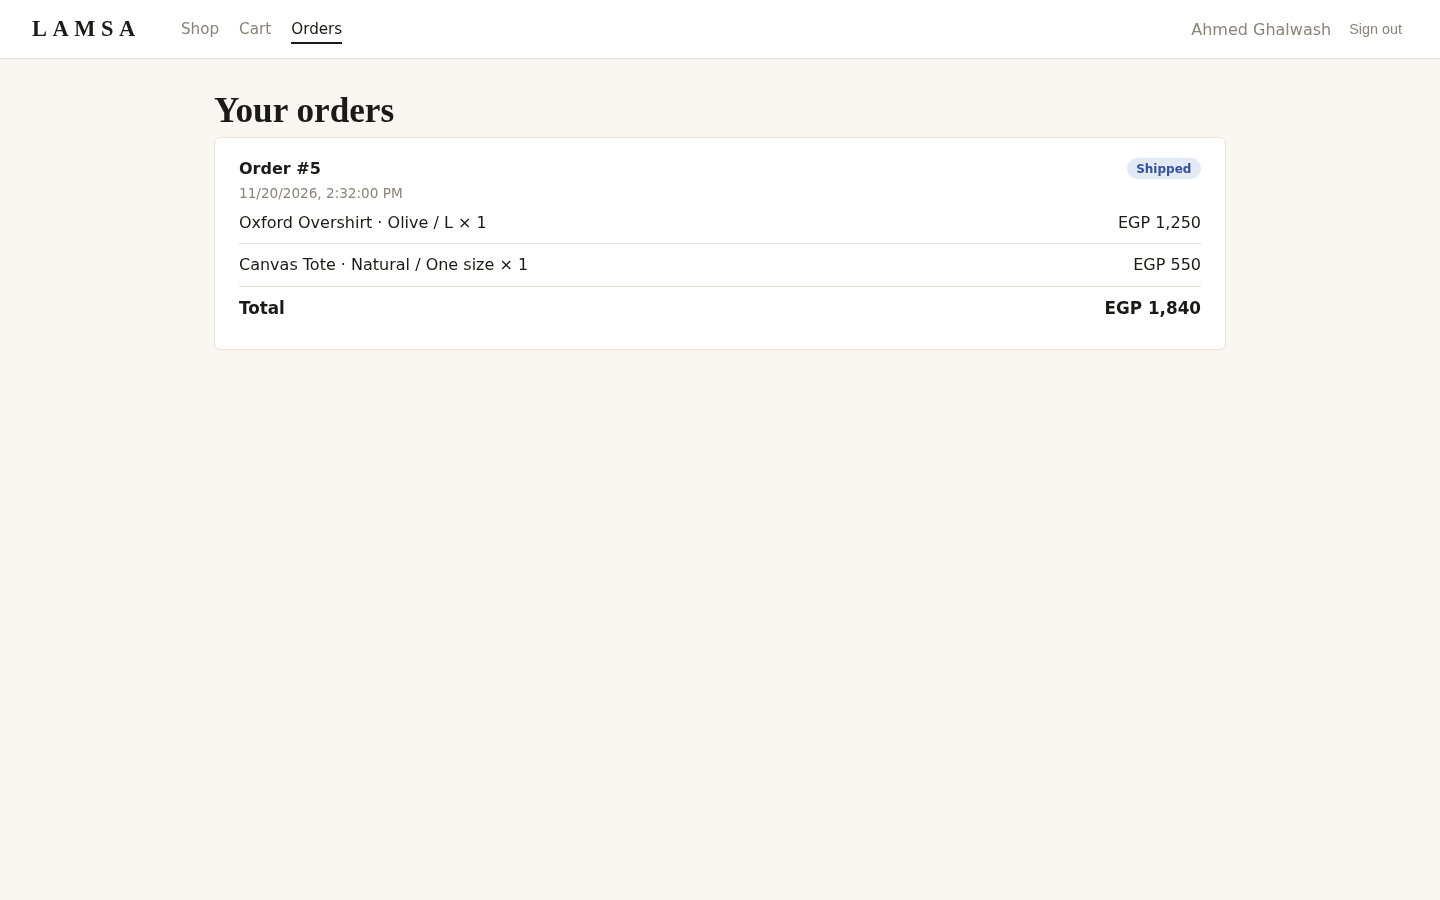 LAMSA Shop Cart Orders Ahmed Ghalwash Sign out
Your orders
Order #5 Shipped
11/20/2026, 2:32:00 PM
Oxford Overshirt · Olive / L × 1 EGP 1,250
Canvas Tote · Natural / One size × 1 EGP 550
Total EGP 1,840